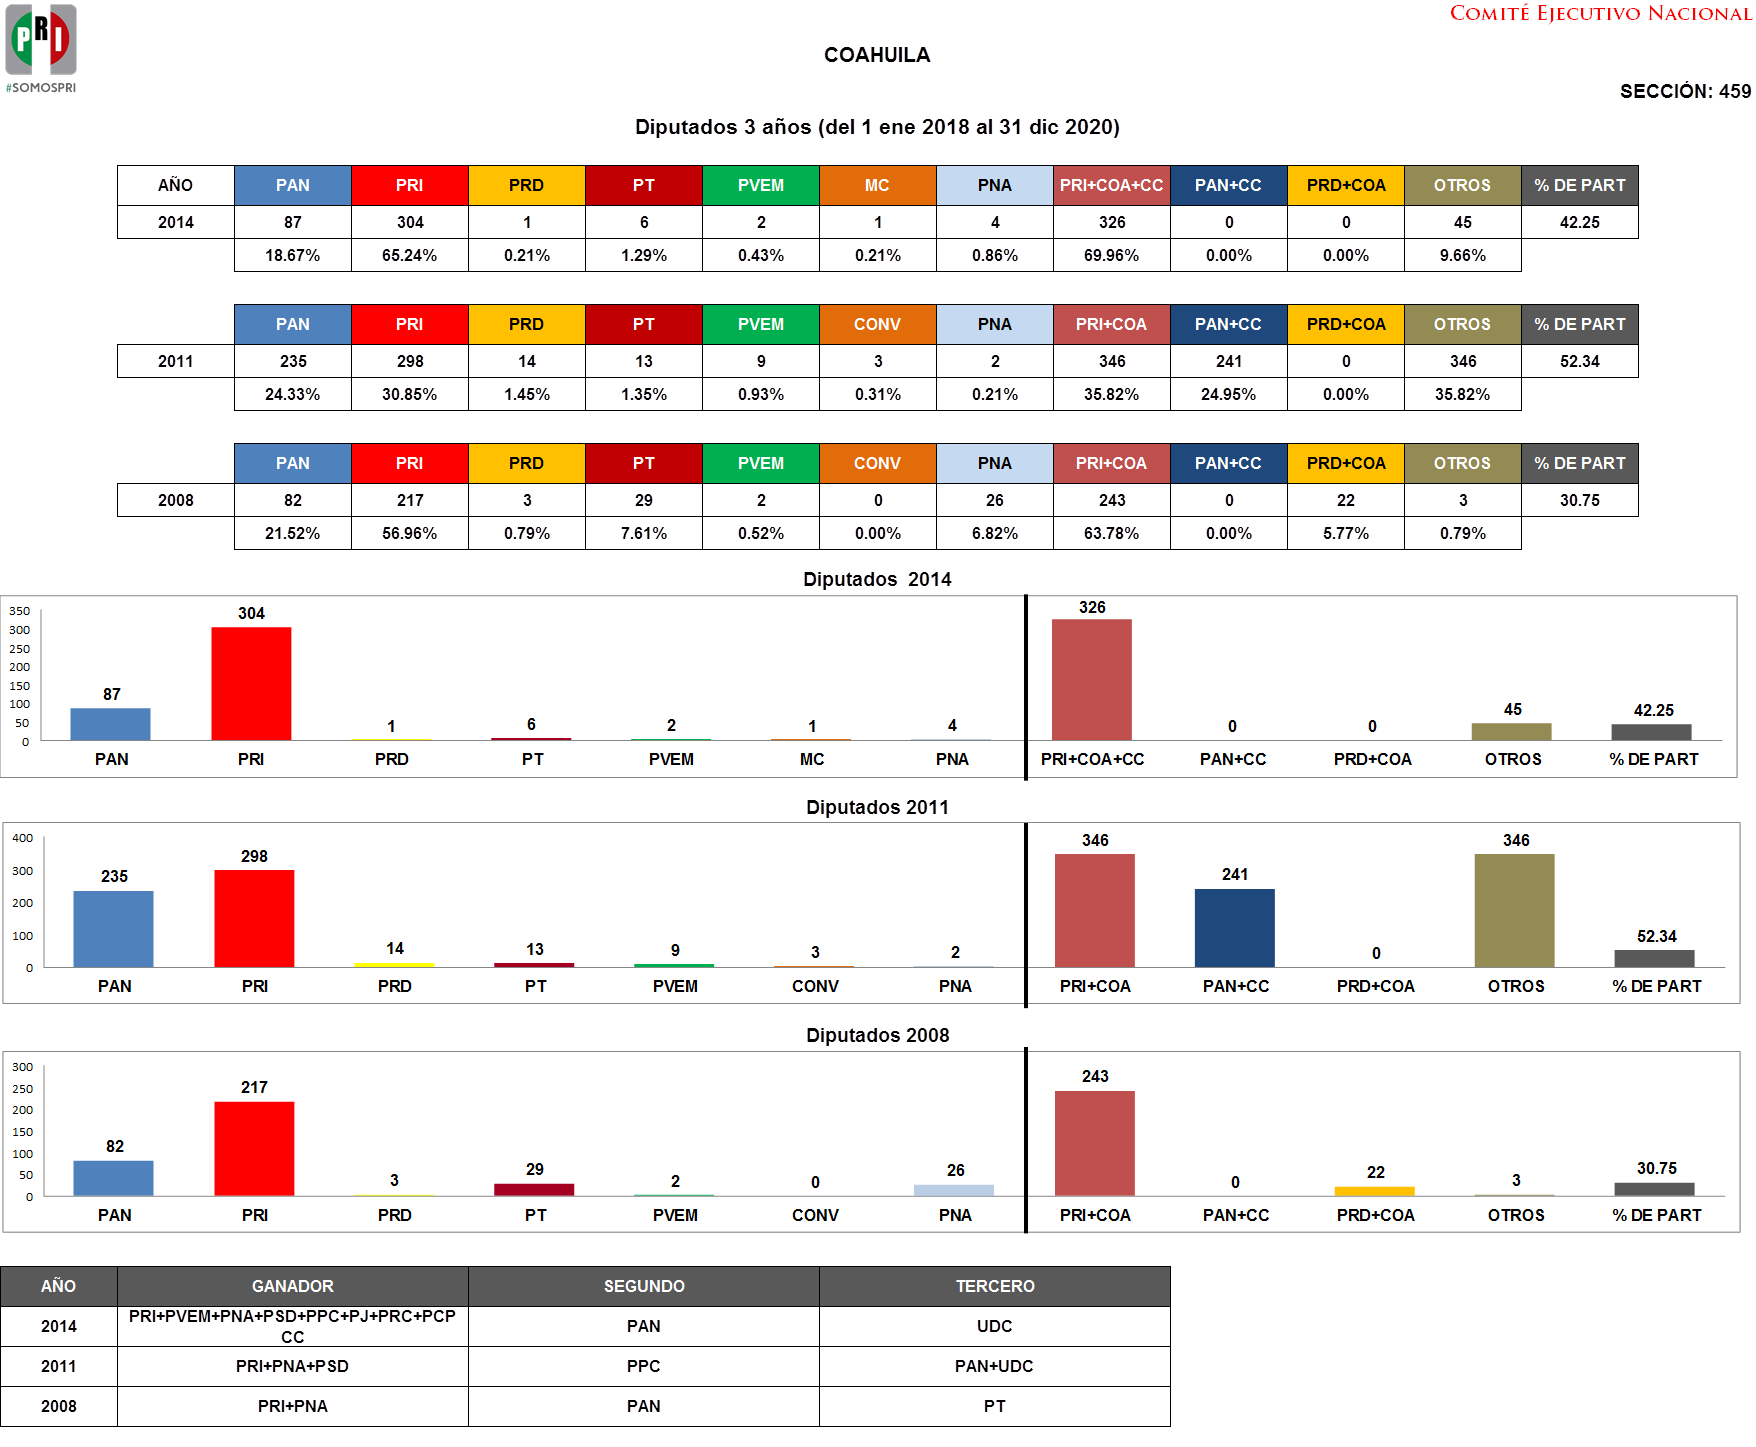 PRI
#SOMOSPRI
COMITÉ EJECUTIVO NACIONAL
COAHUILA
SECCIÓN: 459
Diputados 3 años (del 1 ene 2018 al 31 dic 2020)
AÑO PAN PRI PRD PT PVEM MC PNA PRI+COA+CC PAN+CC PRD+COA OTROS % DE PART
2014 87 304 1 6 2 1 4 326 0 0 45 42.25
18.67% 65.24% 0.21% 1.29% 0.43% 0.21% 0.86% 69.96% 0.00% 0.00% 9.66%
PAN PRI PRD PT PVEM CONV PNA PRI+COA PAN+CC PRD+COA OTROS % DE PART
2011 235 298 14 13 9 3 2 346 241 0 346 52.34
24.33% 30.85% 1.45% 1.35% 0.93% 0.31% 0.21% 35.82% 24.95% 0.00% 35.82%
PAN PRI PRD PT PVEM CONV PNA PRI+COA PAN+CC PRD+COA OTROS % DE PART
2008 82 217 3 29 2 0 26 243 0 22 3 30.75
21.52% 56.96% 0.79% 7.61% 0.52% 0.00% 6.82% 63.78% 0.00% 5.77% 0.79%
Diputados 2014
350
300
250
200
150
100
50
0
87 304 1 6 2 1 4 326 0 0 45 42.25
PAN PRI PRD PT PVEM MC PNA PRI+COA+CC PAN+CC PRD+COA OTROS % DE PART
Diputados 2011
400
300
200
100
0
235 298 14 13 9 3 2 346 241 0 346 52.34
PAN PRI PRD PT PVEM CONV PNA PRI+COA PAN+CC PRD+COA OTROS % DE PART
Diputados 2008
300
250
200
150
100
50
0
82 217 3 29 2 0 26 243 0 22 3 30.75
PAN PRI PRD PT PVEM CONV PNA PRI+COA PAN+CC PRD+COA OTROS % DE PART
AÑO GANADOR SEGUNDO TERCERO
2014 PRI+PVEM+PNA+PSD+PPC+PJ+PRC+PCP
CC PAN UDC
2011 PRI+PNA+PSD PPC PAN+UDC
2008 PRI+PNA PAN PT